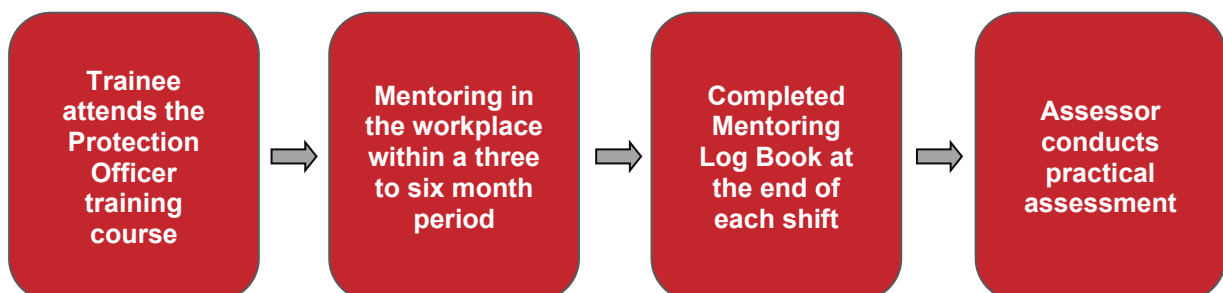 Trainee
attends the
Protection
Officer
training
course
Mentoring in
the workplace
within a three
to six month
period
Completed
Mentoring
Log Book at
the end of
each shift
Assessor
conducts
practical
assessment